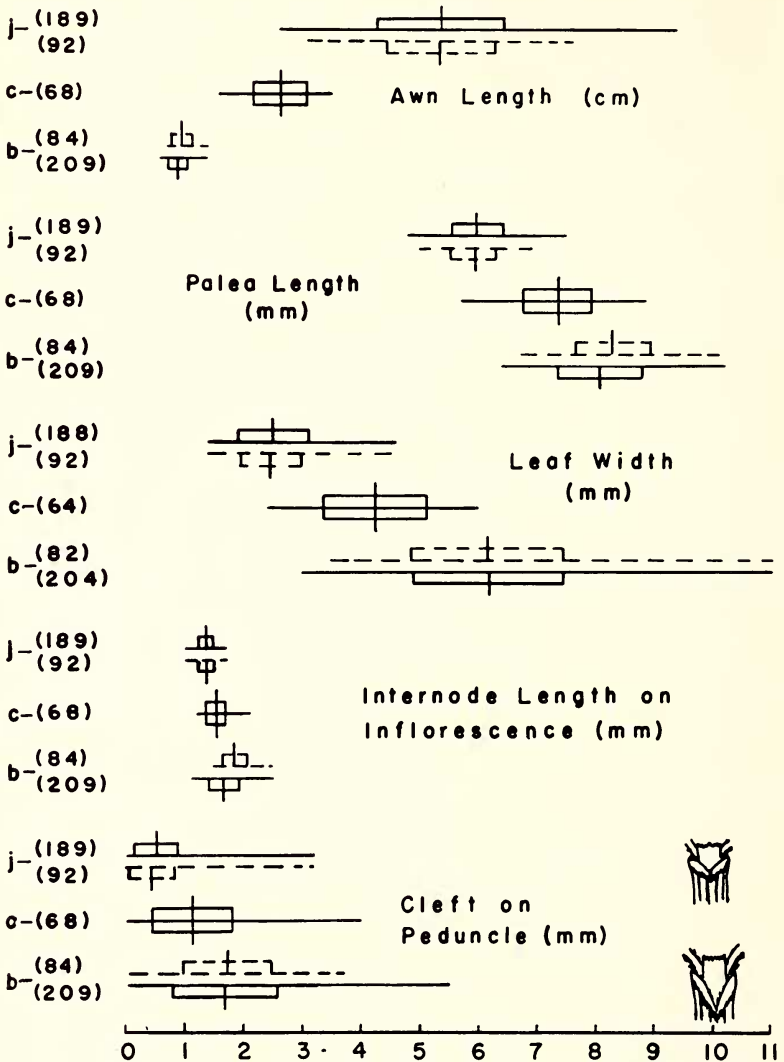 j-(189)
(92)
c-(68)
Awn Length (cm)
b-(84)
(209)
j-(189)
(92)
Palea Length
(mm)
c-(68)
b-(84)
(209)
j-(188)
(92)
Leaf Width
(mm)
c-(64)
b-(82)
(204)
j-(189)
(92)
Internode Length on
Inflorescence (mm)
c-(68)
b-(84)
(209)
j-(189)
(92)
Cleft on
Peduncle (mm)
c-(68)
b-(84)
(209)
0 1 2 3 4 5 6 7 8 9 10 11